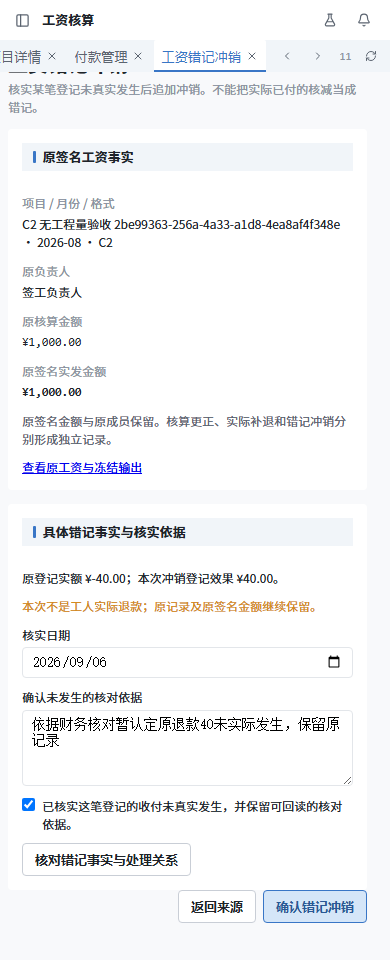 工资核算
目详情
付款管理
工资错记冲销
11
核实某笔登记未真实发生后追加冲销。不能把实际已付的核减当成
错记。
原签名工资事实
项目 / 月份 / 格式
C2 无工程量验收 2be99363-256a-4a33-a1d8-4ea8af4f348e
· 2026-08 · C2
原负责人
签工负责人
原核算金额
¥1,000.00
原签名实发金额
¥1,000.00
原签名金额与原成员保留。核算更正、实际补退和错记冲销分
别形成独立记录。
查看原工资与冻结输出
具体错记事实与核实依据
原登记实额 ¥-40.00；本次冲销登记效果 ¥40.00。
本次不是工人实际退款；原记录及原签名金额继续保留。
核实日期
2026/09/06
确认未发生的核对依据
依据财务核对暂认定原退款40未实际发生，保留原
记录
已核实这笔登记的收付未真实发生，并保留可回读的核对
依据。
核对错记事实与处理关系
返回来源
确认错记冲销